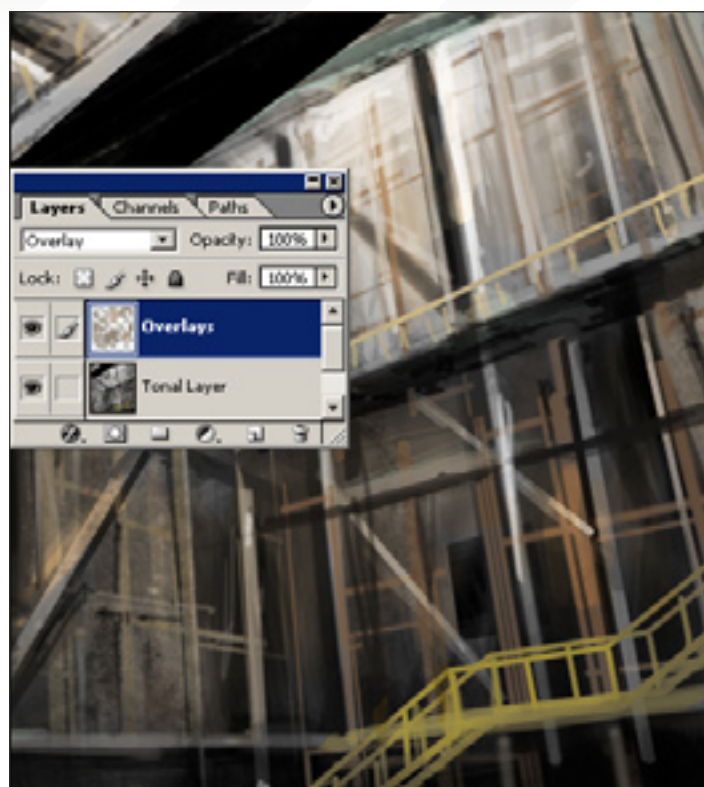 Layers Channels Paths
Overlay Opacity: 100%
Lock: Fill: 100%
Overlays
Tonal Layer